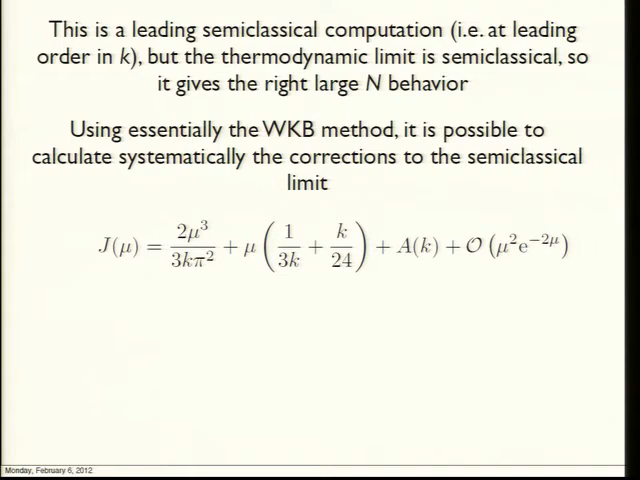 This is a leading semiclassical computation (i.e. at leading
order in k), but the thermodynamic limit is semiclassical, so
it gives the right large N behavior
Using essentially the WKB method, it is possible to
calculate systematically the corrections to the semiclassical
limit
J(μ) = 2μ³/3kπ² + μ (1/3k + k/24) + A(k) + O (μ²e⁻²μ)
Monday, February 6, 2012